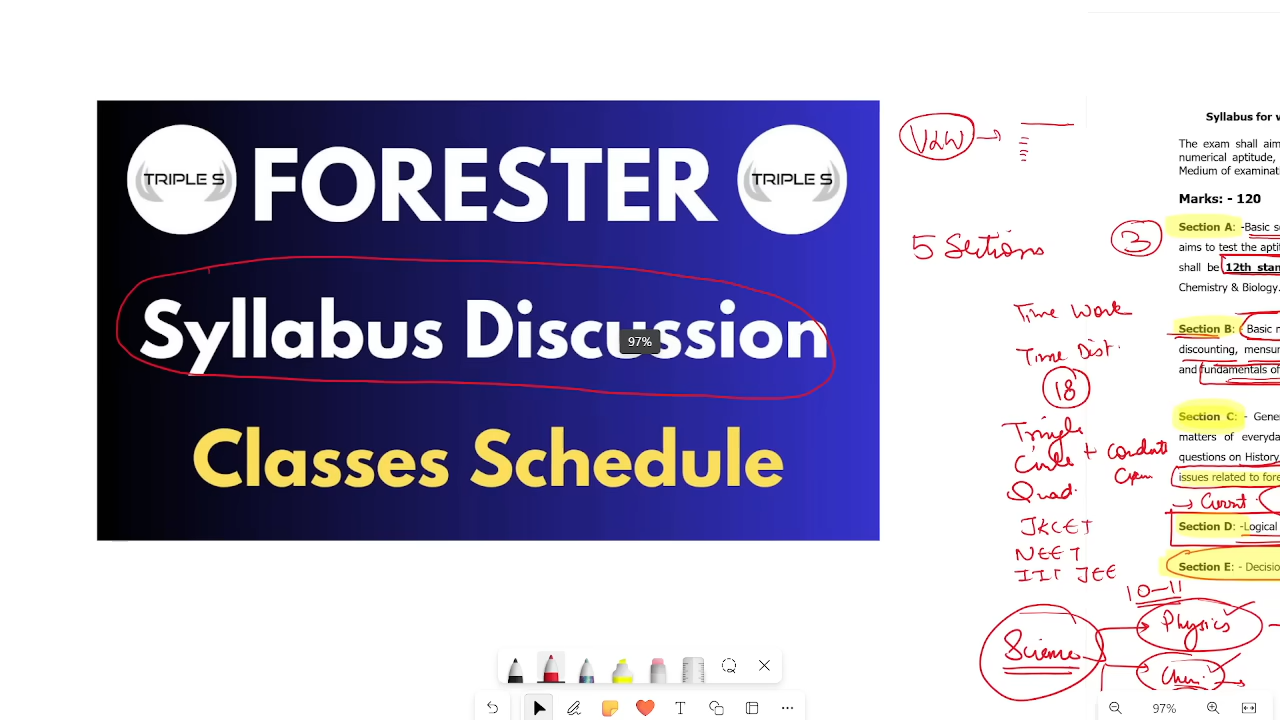 TRIPLE S
FORESTER
TRIPLE S
Syllabus Discussion
97%
Classes Schedule
5 Sections
3
Time Work
Time Dist.
18
Circle +
Quad.
JKCET
NEET
IIT JEE
Syllabus for w
The exam shall aim
numerical aptitude,
Medium of examinati
Marks: - 120
Section A: -Basic s
aims to test the apti
shall be 12th stan
Chemistry & Biology.
Section B: - Basic
discounting, mensur
and fundamentals of
Section C: - Gene
matters of everyda
questions on History,
issues related to fore
→ Current
Section D: -Logical
Section E: - Decisio
10-11
Science
Physics
Chem:
97%